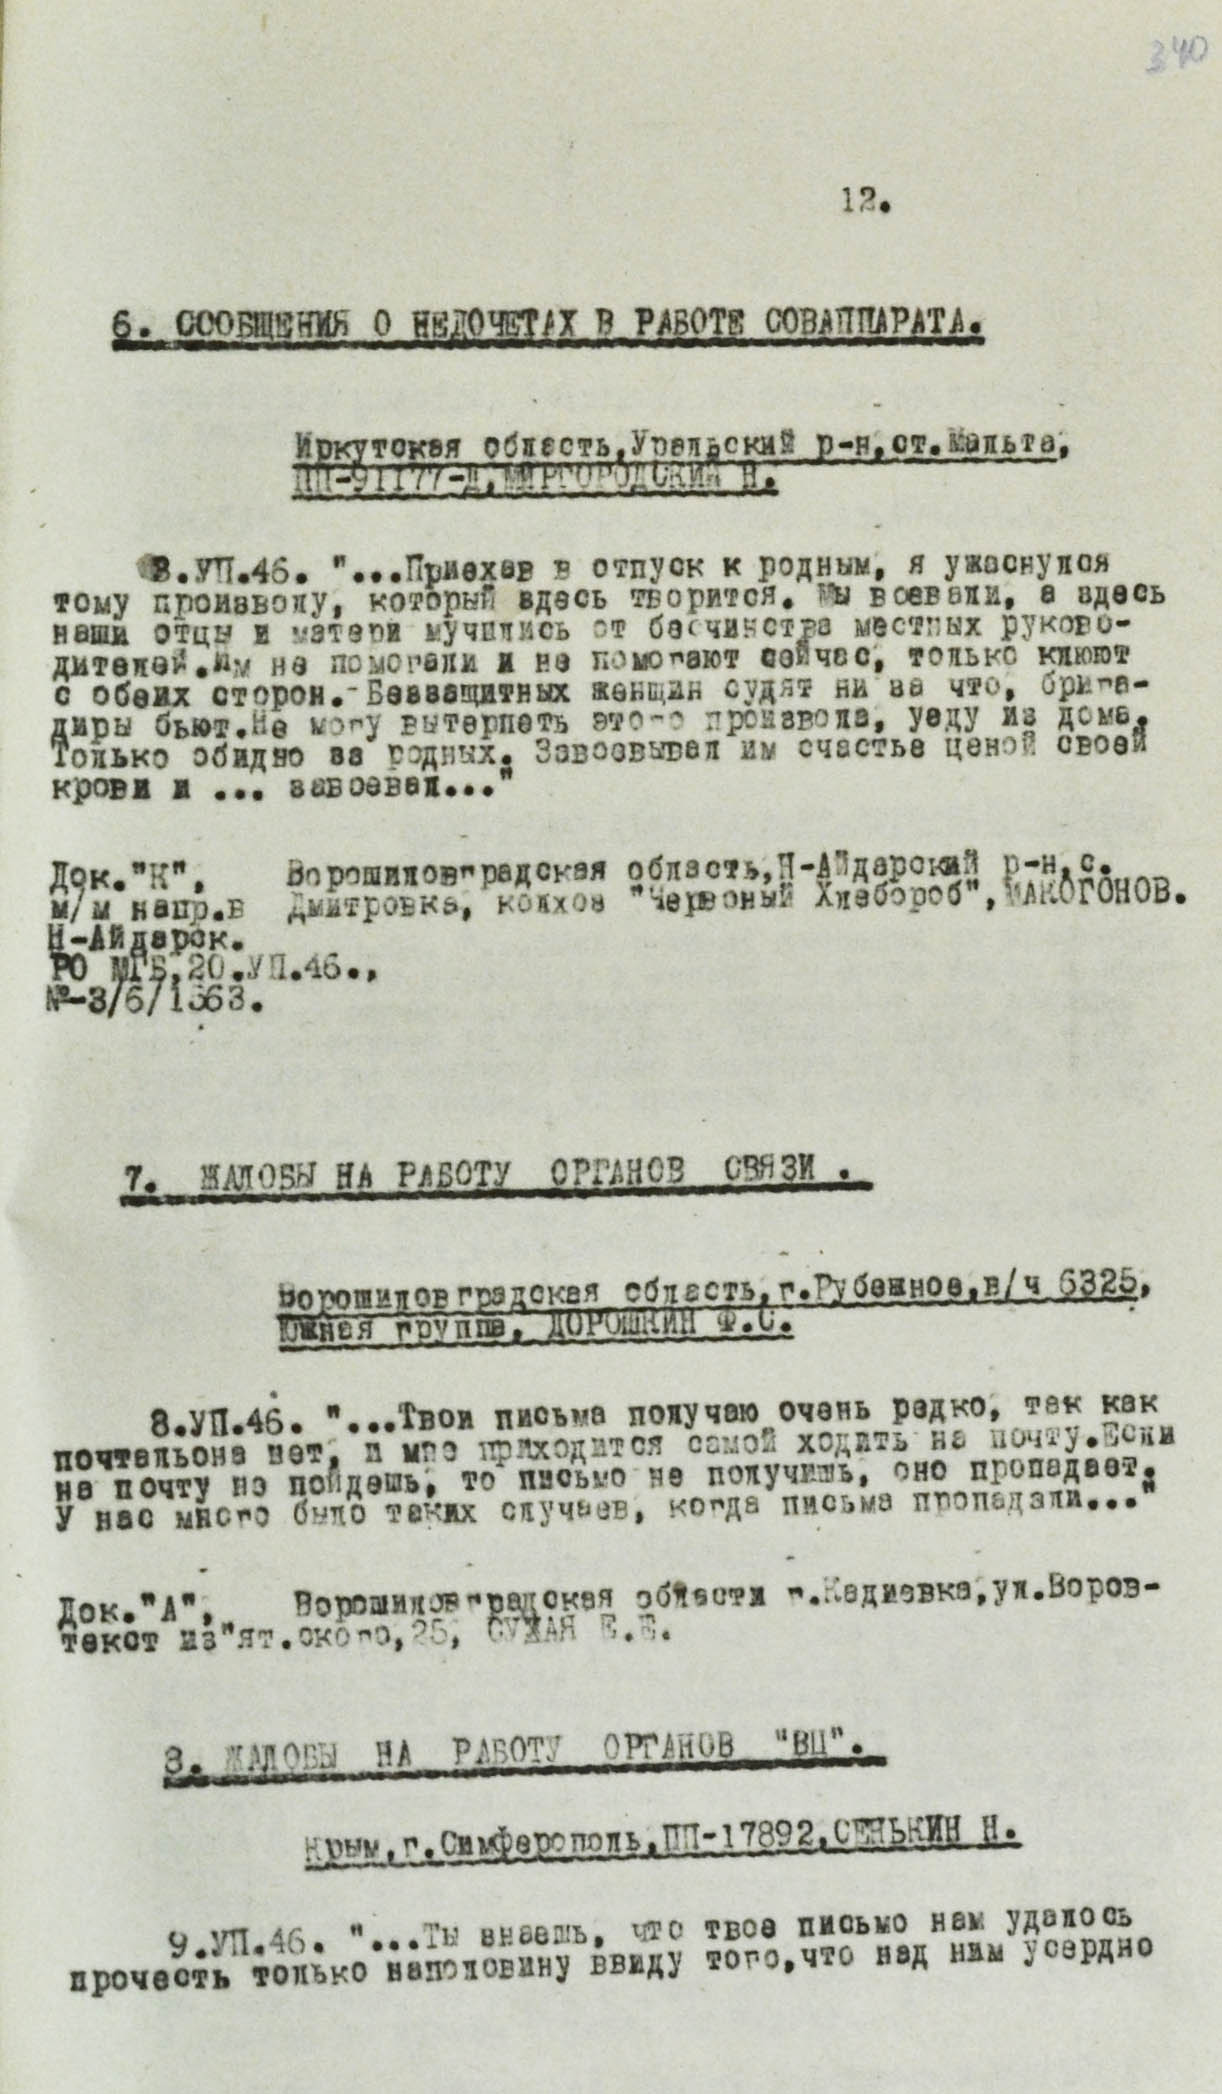 340
12.
6. СООБЩЕНИЯ О НЕДОЧЕТАХ В РАБОТЕ СОВАППАРАТА.
Иркутская область,Уральский р-н,ст.Мальта,
ПП-91177-Д,МИРГОРОДСКИЙ Н.
8.УП.46. "...Приехав в отпуск к родным, я ужаснулся
тому произволу, который здесь творится. Мы воевали, а здесь
наши отцы и матери мучились от бесчинства местных руково-
дителей.Им не помогали и не помогают сейчас, только клюют
с обеих сторон. Беззащитных женщин судят ни за что, брига-
диры бьют.Не могу вытерпеть этого произвола, уеду из дома.
Только обидно за родных. Завоевывал им счастье ценой своей
крови и ... завоевал..."
Док."К", Ворошиловградская область,Н-Айдарский р-н,с.
м/м напр.в Дмитровка, колхоз "Червоный Хлебороб", МАКОГОНОВ.
Н-Айдарск.
РО МГБ,20.УП.46.,
№-3/6/1363.
7. ЖАЛОБЫ НА РАБОТУ ОРГАНОВ СВЯЗИ .
Ворошиловградская область,г.Рубежное,в/ч 6325,
Южная группа, ДОРОШКИН Ф.С.
8.УП.46. "...Твои письма получаю очень редко, так как
почтальона нет, и мне приходится самой ходить на почту.Если
на почту не пойдешь, то письмо не получишь, оно пропадает.
У нас много было таких случаев, когда письма пропадали..."
Док."А", Ворошиловградская области г.Кадиевка,ул.Воров-
текст из"ят.ского,25, СУХАЯ Е.Е.
8. ЖАЛОБЫ НА РАБОТУ ОРГАНОВ "ВЦ".
Крым,г.Симферополь,ПП-17892,СЕНЬКИН Н.
9.УП.46. "...Ты знаешь, что твое письмо нам удалось
прочесть только наполовину ввиду того,что над ним усердно